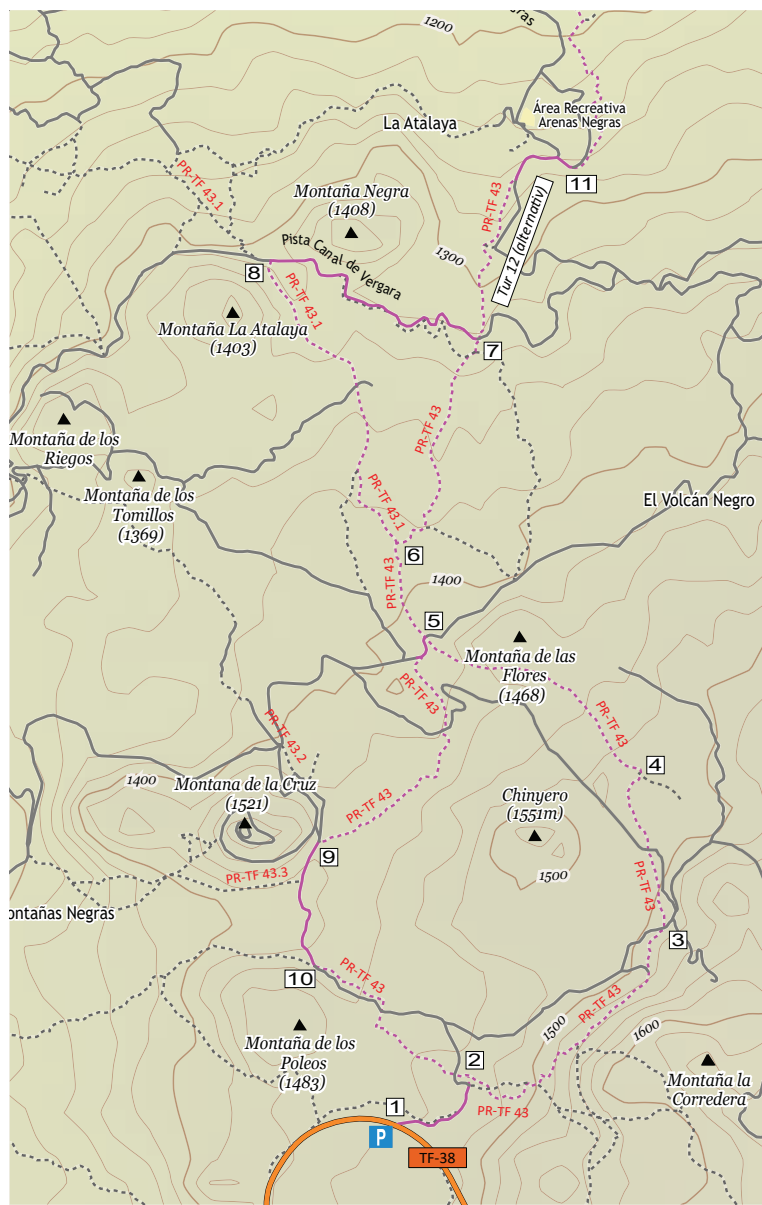 1200
La Atalaya
Área Recreativa
Arenas Negras
PR-TF 43.1
11
Montaña Negra
(1408)
PR-TF 43
Pista Canal de Vergara
1300
Tur 12 (alternativ)
8
PR-TF 43.1
Montaña La Atalaya
(1403)
7
Montaña de los
Riegos
PR-TF 43
Montaña de los
Tomillos
(1369)
PR-TF 43.1
El Volcán Negro
6
PR-TF 43
1400
5
Montaña de las
Flores
(1468)
PR-TF 43
PR-TF 43
PR-TF 43.2
4
1400
Montana de la Cruz
(1521)
Chinyero
(1551m)
PR-TF 43
9
PR-TF 43.3
1500
PR-TF 43
ontañas Negras
3
10
PR-TF 43
PR-TF 43
1500
1600
Montaña de los
Poleos
(1483)
2
Montaña la
Corredera
1
PR-TF 43
P
TF-38